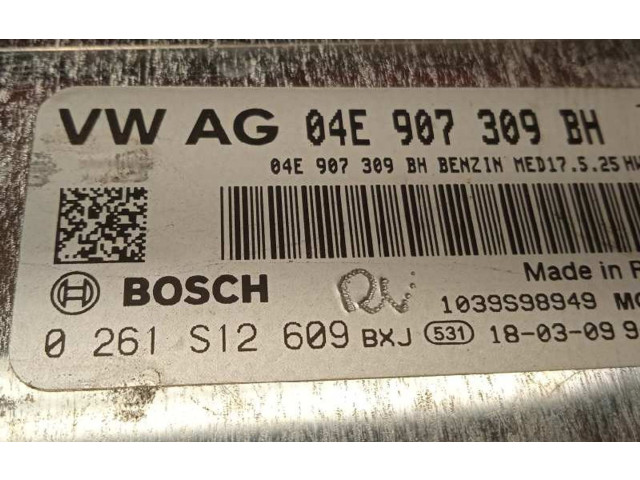 VW AG 04E 907 309 BH
04E 907 309 BH BENZIN MED17.5.25
BOSCH
Made in
1039S98949
0 261 S12 609 BXJ 531 18-03-09